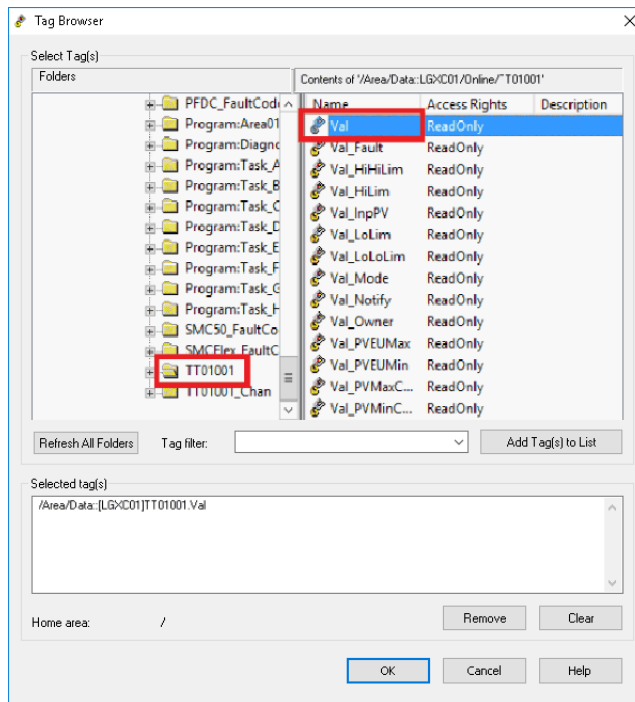 Tag Browser
Select Tag(s)
Folders
Contents of '/Area/Data::LGXC01/Online/~T01001'
PFDC_FaultCod
Program:Area01
Program:Diagno
Program:Task_A
Program:Task_B
Program:Task_C
Program:Task_D
Program:Task_E
Program:Task_F
Program:Task_G
Program:Task_H
SMC50_FaultCo
SMCFlex_FaultC
TT01001
TT01001_Chan
Name Access Rights Description
Val ReadOnly
Val_Fault ReadOnly
Val_HiHiLim ReadOnly
Val_HiLim ReadOnly
Val_InpPV ReadOnly
Val_LoLim ReadOnly
Val_LoLoLim ReadOnly
Val_Mode ReadOnly
Val_Notify ReadOnly
Val_Owner ReadOnly
Val_PVEUMax ReadOnly
Val_PVEUMin ReadOnly
Val_PVMaxC... ReadOnly
Val_PVMinC... ReadOnly
Refresh All Folders Tag filter: Add Tag(s) to List
Selected tag(s)
/Area/Data::[LGXC01]TT01001.Val
Home area: / Remove Clear
OK Cancel Help